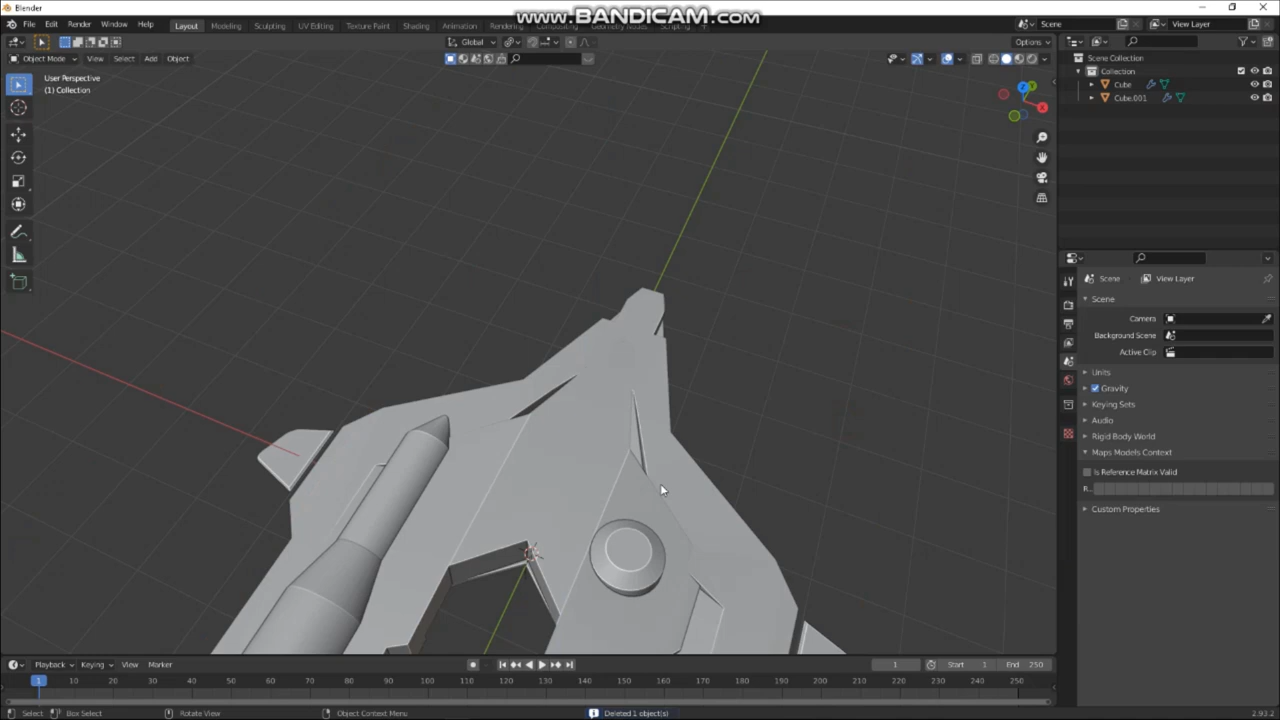 Blender
www.BANDICAM.com
File Edit Render Window Help Layout Modeling Sculpting UV Editing Texture Paint Shading Animation Rendering Compositing Geometry Nodes Scripting + Scene View Layer
Global Options
Object Mode View Select Add Object
User Perspective
(1) Collection
Scene Collection
Collection
Cube
Cube.001
Scene View Layer
Scene
Camera
Background Scene
Active Clip
Units
Gravity
Keying Sets
Audio
Rigid Body World
Maps Models Context
Is Reference Matrix Valid
R..
Custom Properties
Playback Keying View Marker 1 Start 1 End 250
1 10 20 30 40 50 60 70 80 90 100 110 120 130 140 150 160 170 180 190 200 210 220 230 240 250
Select Box Select Rotate View Object Context Menu Deleted 1 object(s) 2.93.2